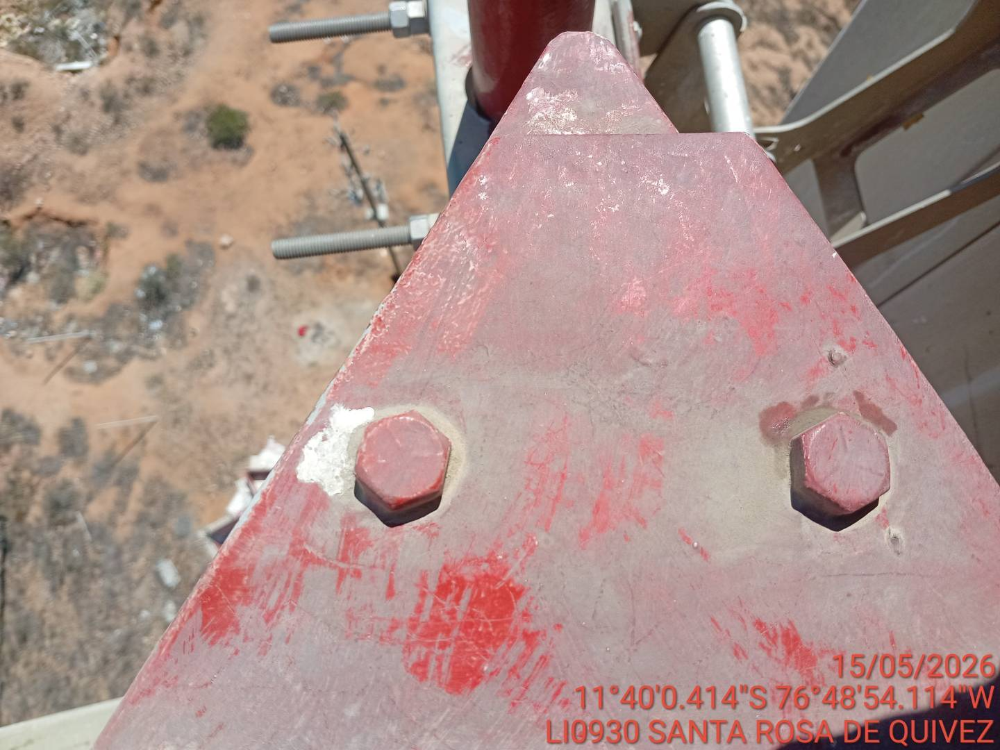 15/05/2026
11°40'0.414"S 76°48'54.114"W
LI0930 SANTA ROSA DE QUIVEZ